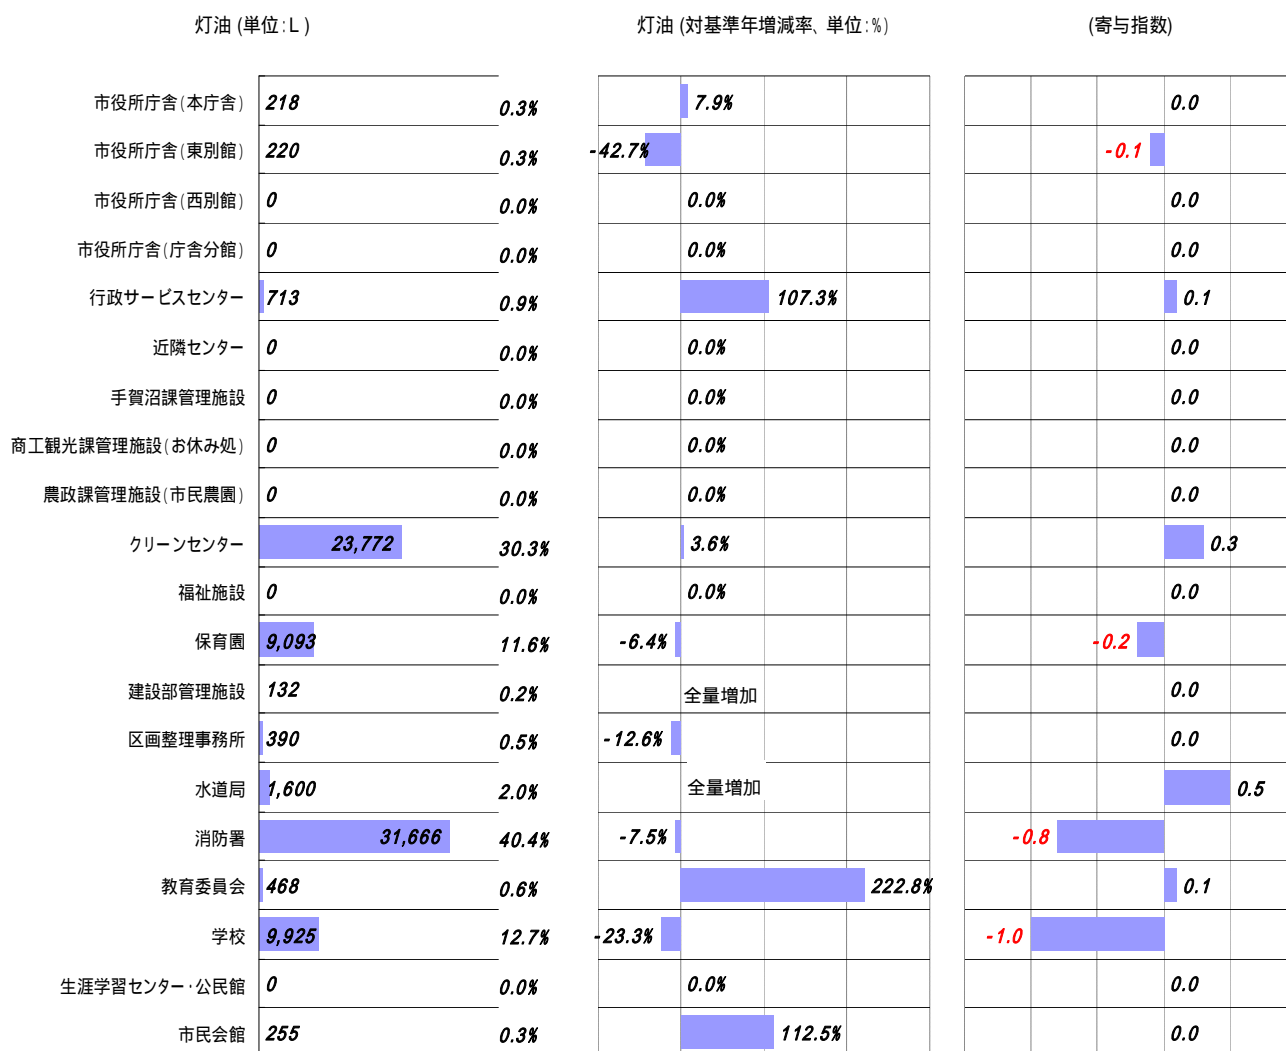 灯油 (単位:L) 灯油 (対基準年増減率、単位:%) (寄与指数)
市役所庁舎(本庁舎) 218 0.3% 7.9% 0.0
市役所庁舎(東別館) 220 0.3% -42.7% -0.1
市役所庁舎(西別館) 0 0.0% 0.0% 0.0
市役所庁舎(庁舎分館) 0 0.0% 0.0% 0.0
行政サービスセンター 713 0.9% 107.3% 0.1
近隣センター 0 0.0% 0.0% 0.0
手賀沼課管理施設 0 0.0% 0.0% 0.0
商工観光課管理施設(お休み処) 0 0.0% 0.0% 0.0
農政課管理施設(市民農園) 0 0.0% 0.0% 0.0
クリーンセンター 23,772 30.3% 3.6% 0.3
福祉施設 0 0.0% 0.0% 0.0
保育園 9,093 11.6% -6.4% -0.2
建設部管理施設 132 0.2% 全量増加 0.0
区画整理事務所 390 0.5% -12.6% 0.0
水道局 1,600 2.0% 全量増加 0.5
消防署 31,666 40.4% -7.5% -0.8
教育委員会 468 0.6% 222.8% 0.1
学校 9,925 12.7% -23.3% -1.0
生涯学習センター・公民館 0 0.0% 0.0% 0.0
市民会館 255 0.3% 112.5% 0.0